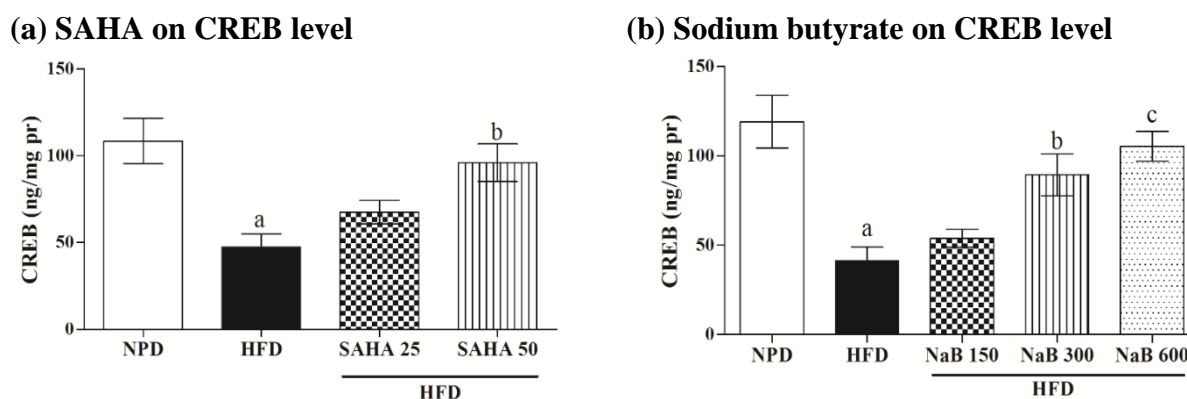 (a) SAHA on CREB level
150
100
50
0
CREB (ng/mg pr)
a
b
NPD
HFD
SAHA 25
SAHA 50
HFD
(b) Sodium butyrate on CREB level
150
100
50
0
CREB (ng/mg pr)
a
b
c
NPD
HFD
NaB 150
NaB 300
NaB 600
HFD